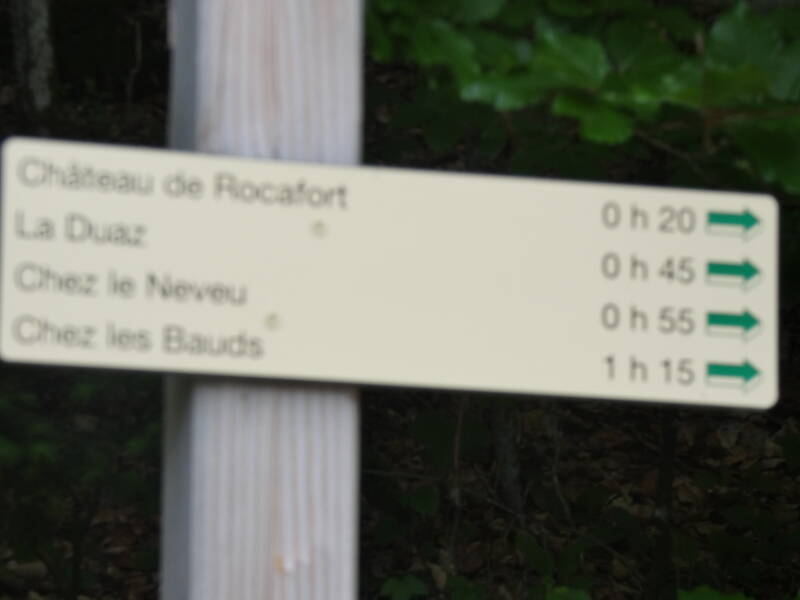 Château de Rocafort 0 h 20
La Duaz 0 h 45
Chez le Neveu 0 h 55
Chez les Bauds 1 h 15